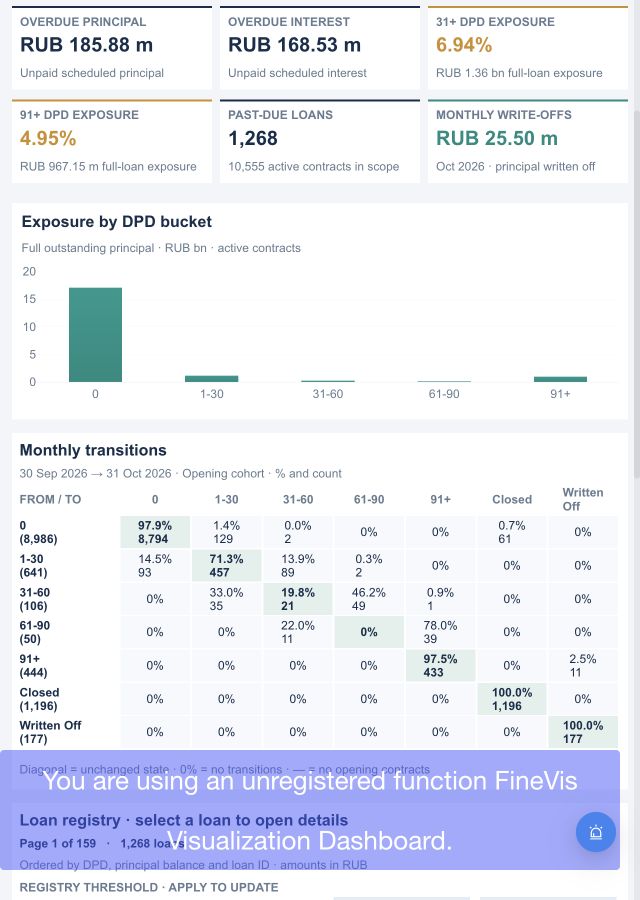 OVERDUE PRINCIPAL
RUB 185.88 m
Unpaid scheduled principal
OVERDUE INTEREST
RUB 168.53 m
Unpaid scheduled interest
31+ DPD EXPOSURE
6.94%
RUB 1.36 bn full-loan exposure
91+ DPD EXPOSURE
4.95%
RUB 967.15 m full-loan exposure
PAST-DUE LOANS
1,268
10,555 active contracts in scope
MONTHLY WRITE-OFFS
RUB 25.50 m
Oct 2026 · principal written off
Exposure by DPD bucket
Full outstanding principal · RUB bn · active contracts
20
15
10
5
0
0 1-30 31-60 61-90 91+
Monthly transitions
30 Sep 2026 → 31 Oct 2026 · Opening cohort · % and count
FROM / TO 0 1-30 31-60 61-90 91+ Closed Written Off
0 97.9% 1.4% 0.0% 0% 0% 0.7% 0%
(8,986) 8,794 129 2 61
1-30 14.5% 71.3% 13.9% 0.3% 0% 0% 0%
(641) 93 457 89 2
31-60 0% 33.0% 19.8% 46.2% 0.9% 0% 0%
(106) 35 21 49 1
61-90 0% 0% 22.0% 0% 78.0% 0% 0%
(50) 11 39
91+ 0% 0% 0% 0% 97.5% 0% 2.5%
(444) 433 11
Closed 0% 0% 0% 0% 0% 100.0% 0%
(1,196) 1,196
Written Off 0% 0% 0% 0% 0% 0% 100.0%
(177) 177
Diagonal = unchanged state · 0% = no transitions · — = no opening contracts
You are using an unregistered function FineVis
Visualization Dashboard.
Loan registry · select a loan to open details
Page 1 of 159 · 1,268 loans
Ordered by DPD, principal balance and loan ID · amounts in RUB
REGISTRY THRESHOLD · APPLY TO UPDATE